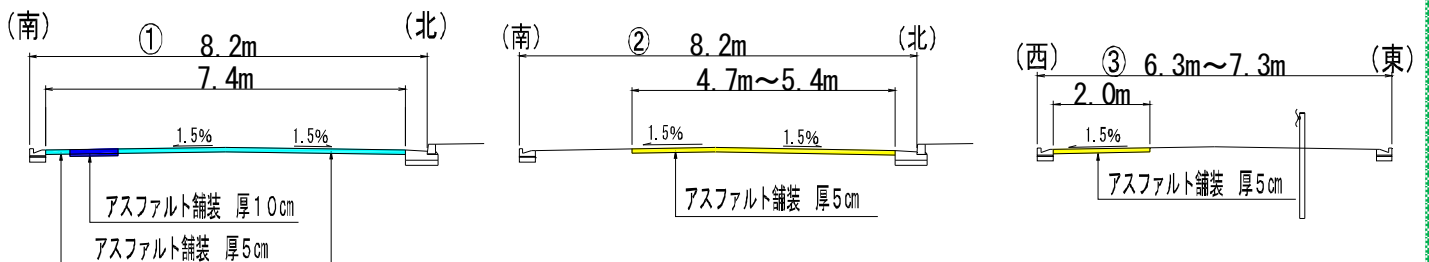 (南) ① (北)
8.2m
7.4m
1.5% 1.5%
アスファルト舗装 厚10㎝
アスファルト舗装 厚5㎝
(南) ② 8.2m (北)
4.7m～5.4m
1.5% 1.5%
アスファルト舗装 厚5㎝
(西) ③ 6.3m～7.3m (東)
2.0m
1.5%
アスファルト舗装 厚5㎝